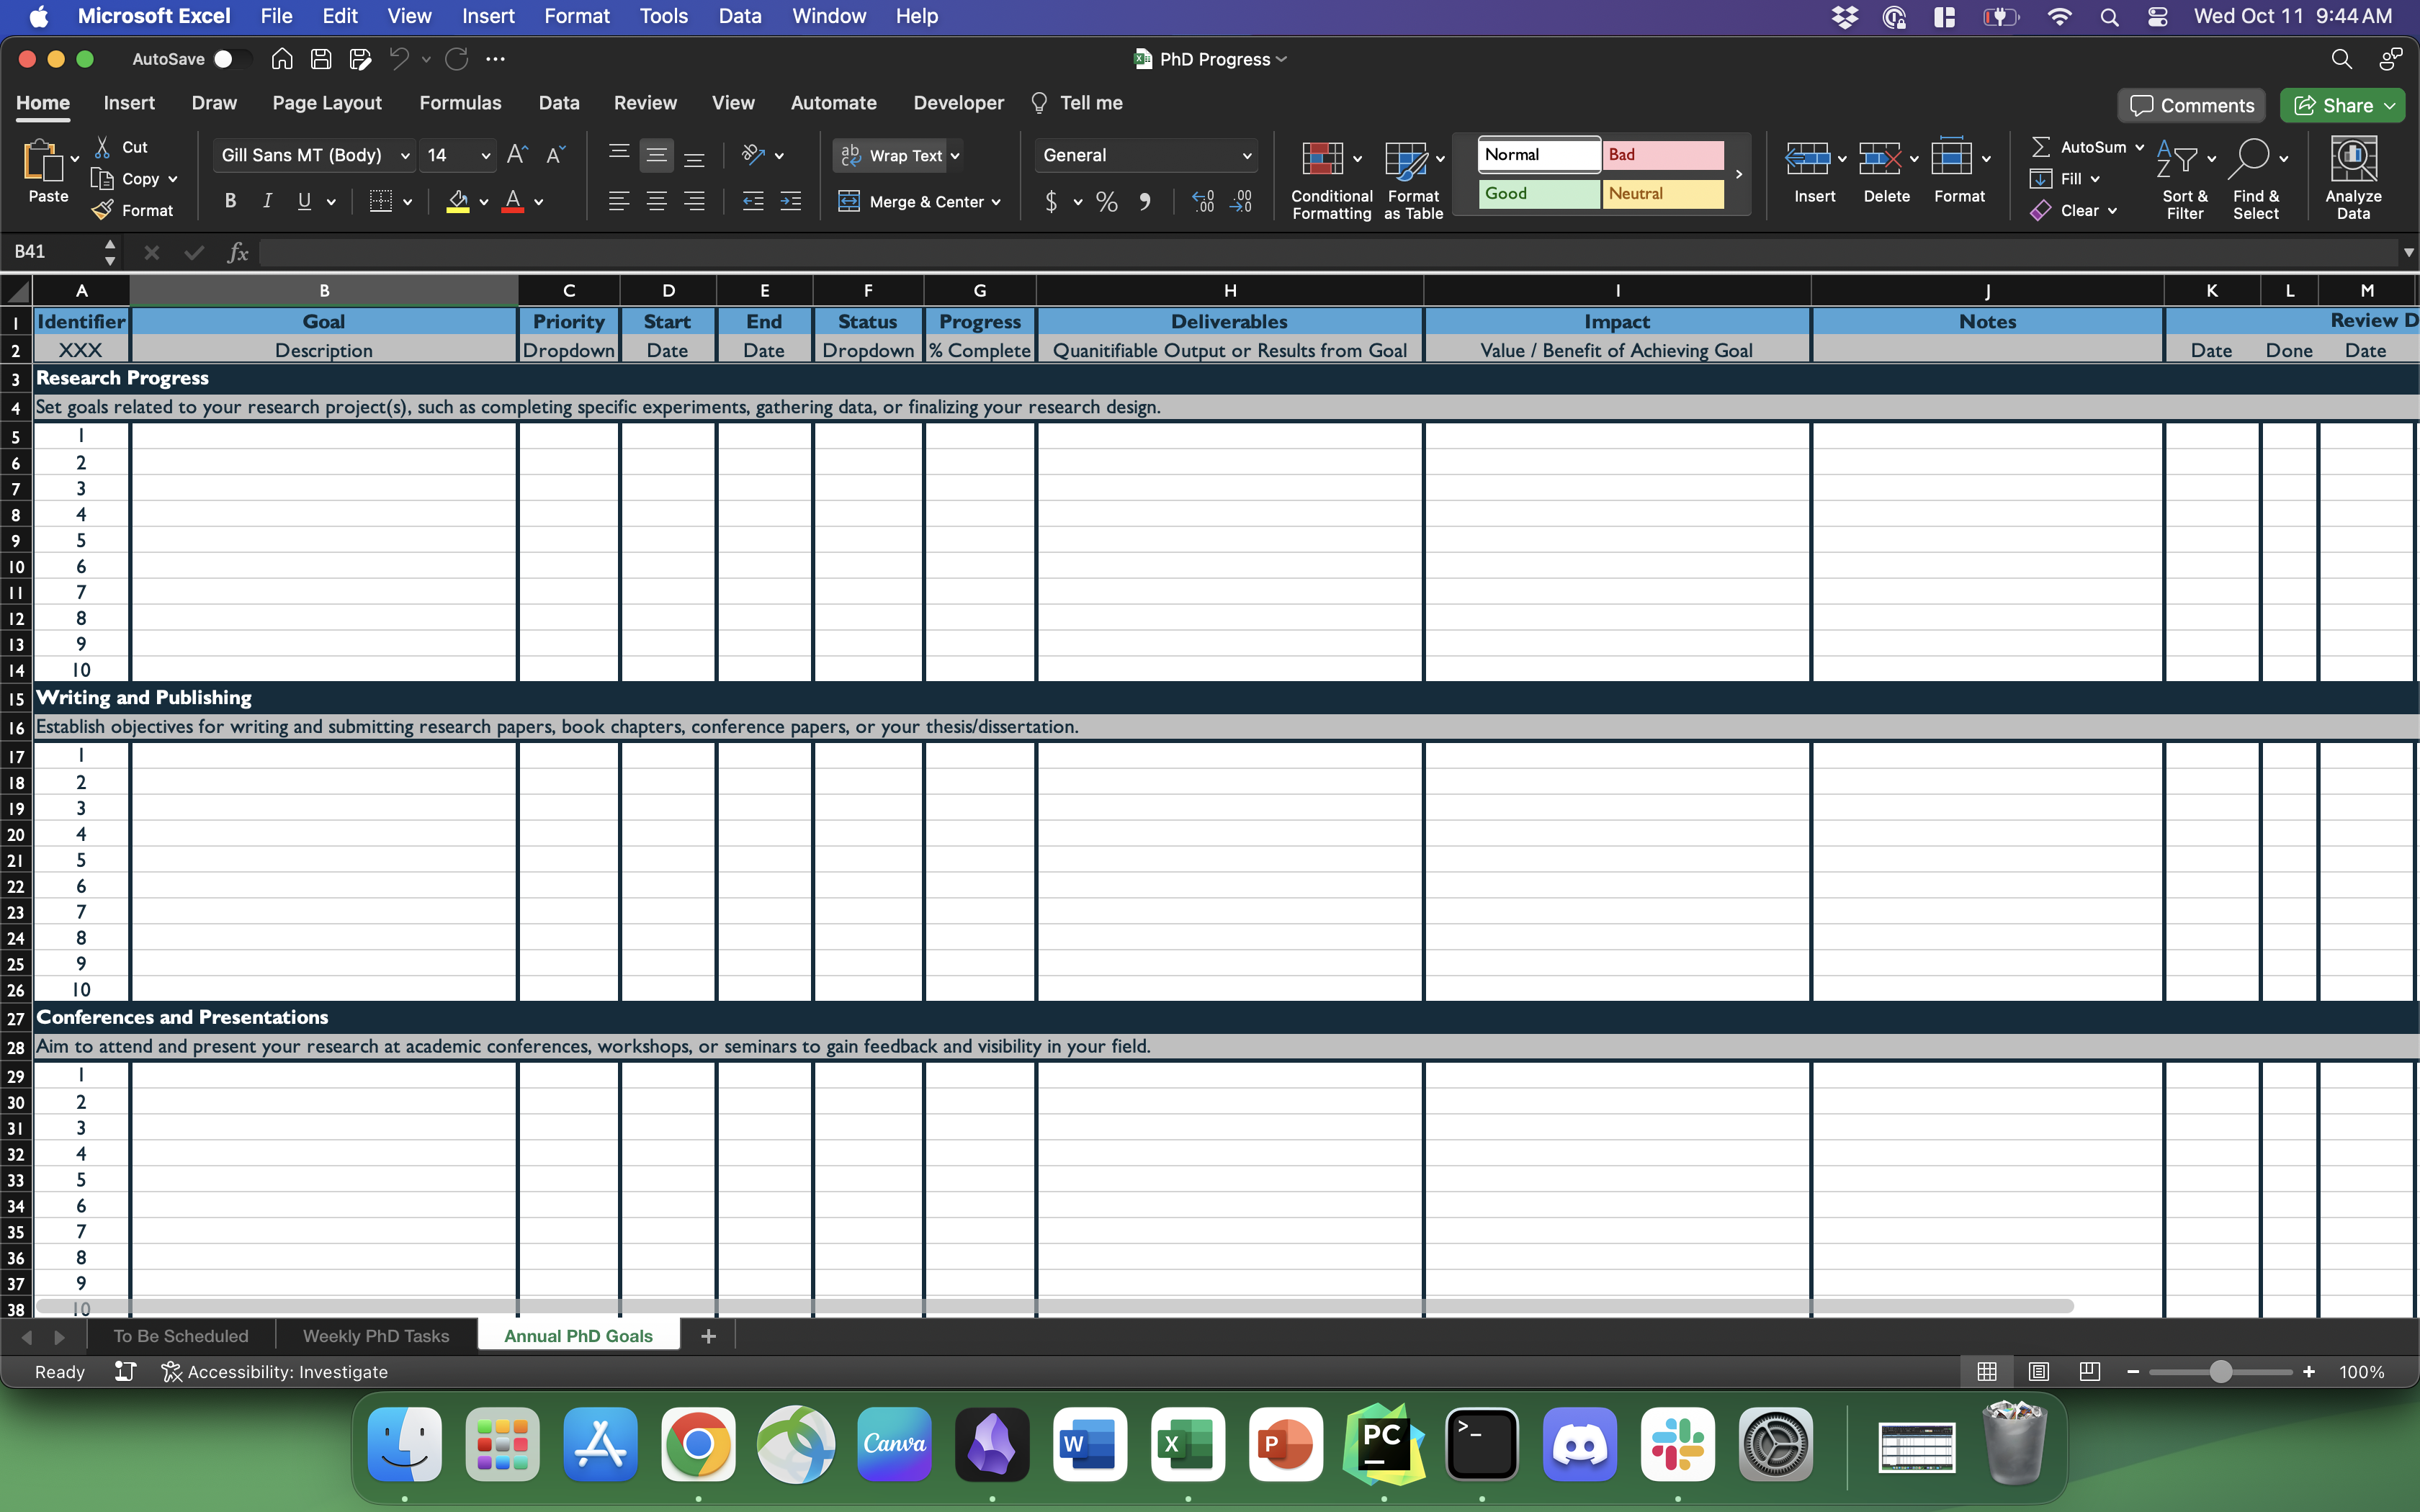 Microsoft Excel File Edit View Insert Format Tools Data Window Help Wed Oct 11 9:44 AM
AutoSave PhD Progress
Home Insert Draw Page Layout Formulas Data Review View Automate Developer Tell me Comments Share
Paste Cut Copy Format
Gill Sans MT (Body) 14
B I U A
Wrap Text
Merge & Center
General
$ % 9
Conditional Formatting
Format as Table
Normal Bad
Good Neutral
Insert Delete Format
AutoSum
Fill
Clear
Sort & Filter
Find & Select
Analyze Data
B41 fx
A B C D E F G H I J K L M
1 Identifier Goal Priority Start End Status Progress Deliverables Impact Notes Review D
2 XXX Description Dropdown Date Date Dropdown % Complete Quanitifiable Output or Results from Goal Value / Benefit of Achieving Goal Date Done Date
3 Research Progress
4 Set goals related to your research project(s), such as completing specific experiments, gathering data, or finalizing your research design.
5 1
6 2
7 3
8 4
9 5
10 6
11 7
12 8
13 9
14 10
15 Writing and Publishing
16 Establish objectives for writing and submitting research papers, book chapters, conference papers, or your thesis/dissertation.
17 1
18 2
19 3
20 4
21 5
22 6
23 7
24 8
25 9
26 10
27 Conferences and Presentations
28 Aim to attend and present your research at academic conferences, workshops, or seminars to gain feedback and visibility in your field.
29 1
30 2
31 3
32 4
33 5
34 6
35 7
36 8
37 9
38 10
To Be Scheduled Weekly PhD Tasks Annual PhD Goals +
Ready Accessibility: Investigate 100%
Canva W X P PC >_